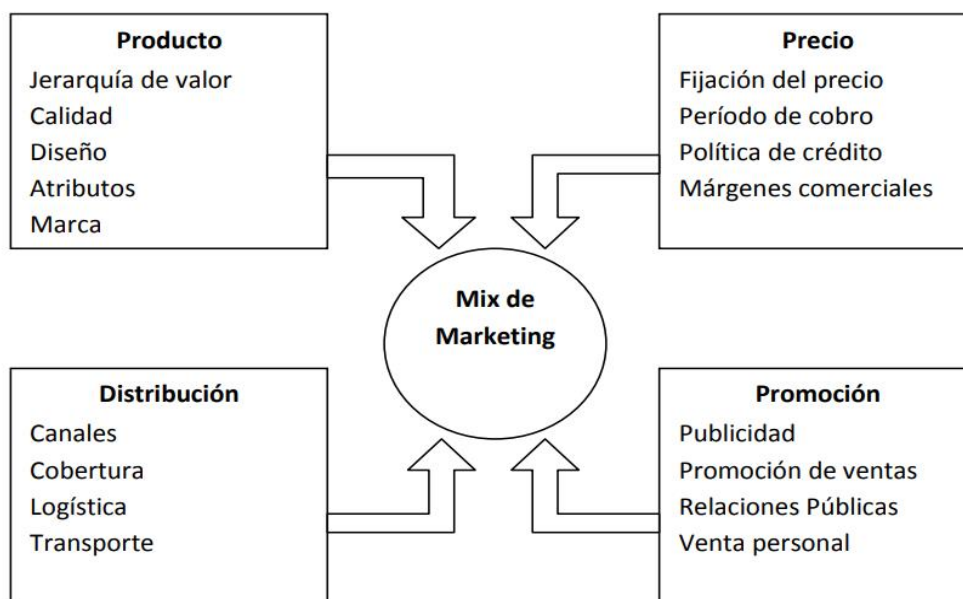 Producto
Jerarquía de valor
Calidad
Diseño
Atributos
Marca
Precio
Fijación del precio
Período de cobro
Política de crédito
Márgenes comerciales
Mix de
Marketing
Distribución
Canales
Cobertura
Logística
Transporte
Promoción
Publicidad
Promoción de ventas
Relaciones Públicas
Venta personal